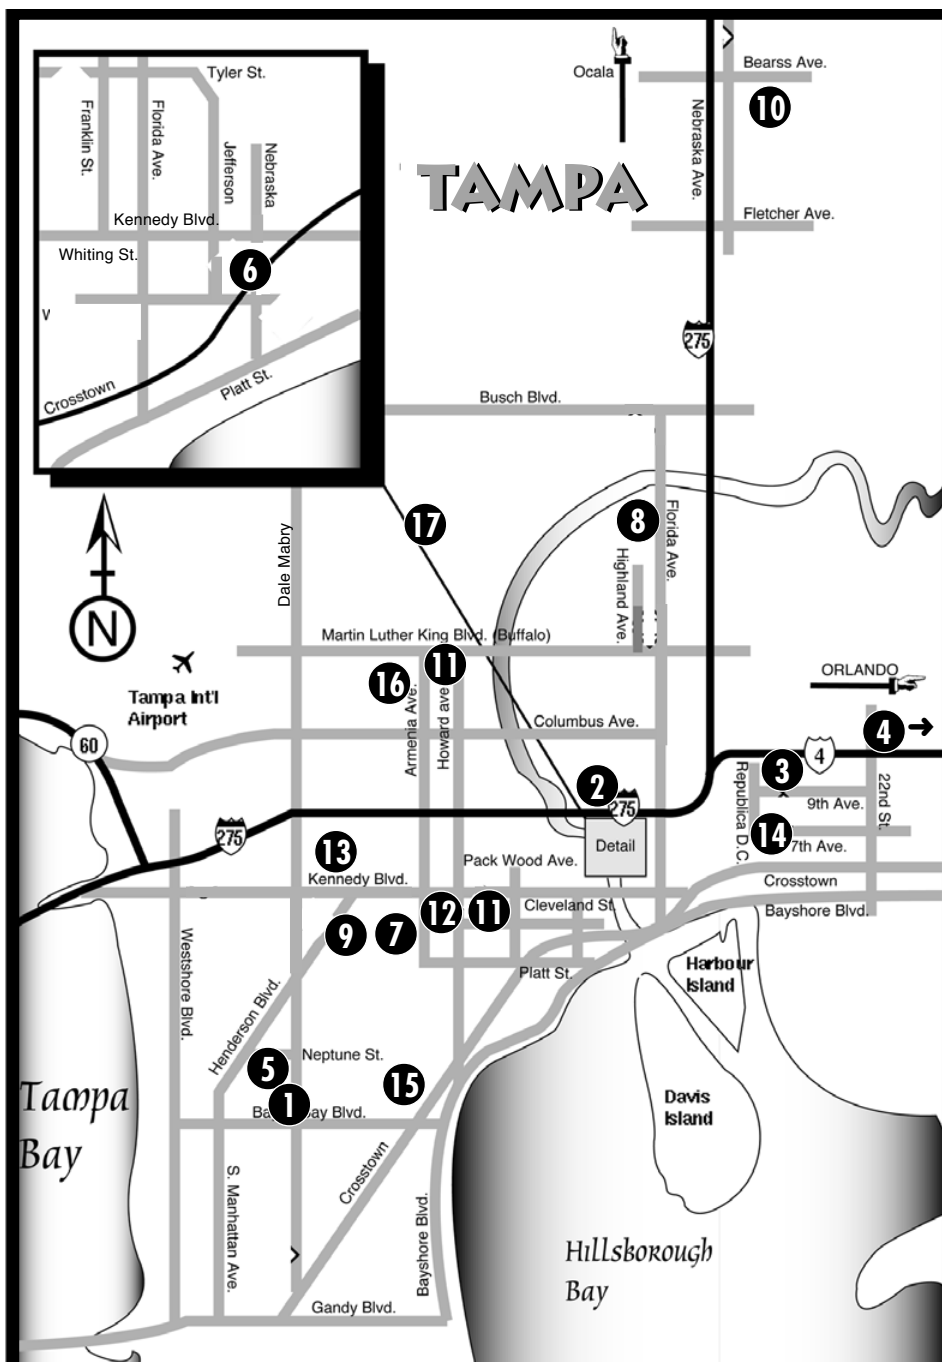 TAMPA
Tyler St.
Franklin St.
Florida Ave.
Jefferson
Nebraska
Kennedy Blvd.
Whiting St.
6
Crosstown
Platt St.
Ocala
Bearss Ave.
10
Nebraska Ave.
Fletcher Ave.
275
Busch Blvd.
17
8
Florida Ave.
Highland Ave.
Dale Mabry
N
Martin Luther King Blvd. (Buffalo)
11
16
Tampa Int'l
Airport
60
Armenia Ave.
Howard ave
Columbus Ave.
ORLANDO
4
4
3
2
275
275
Republica D.C.
9th Ave.
22nd St.
14
7th Ave.
Detail
13
Pack Wood Ave.
Kennedy Blvd.
Crosstown
12
11
Cleveland St.
Bayshore Blvd.
9
7
Westshore Blvd.
Platt St.
Harbour
Island
Henderson Blvd.
Neptune St.
5
15
1
Tampa
Bay
Davis
Island
Crosstown
S. Manhattan Ave.
Bayshore Blvd.
Hillsborough
Bay
Gandy Blvd.